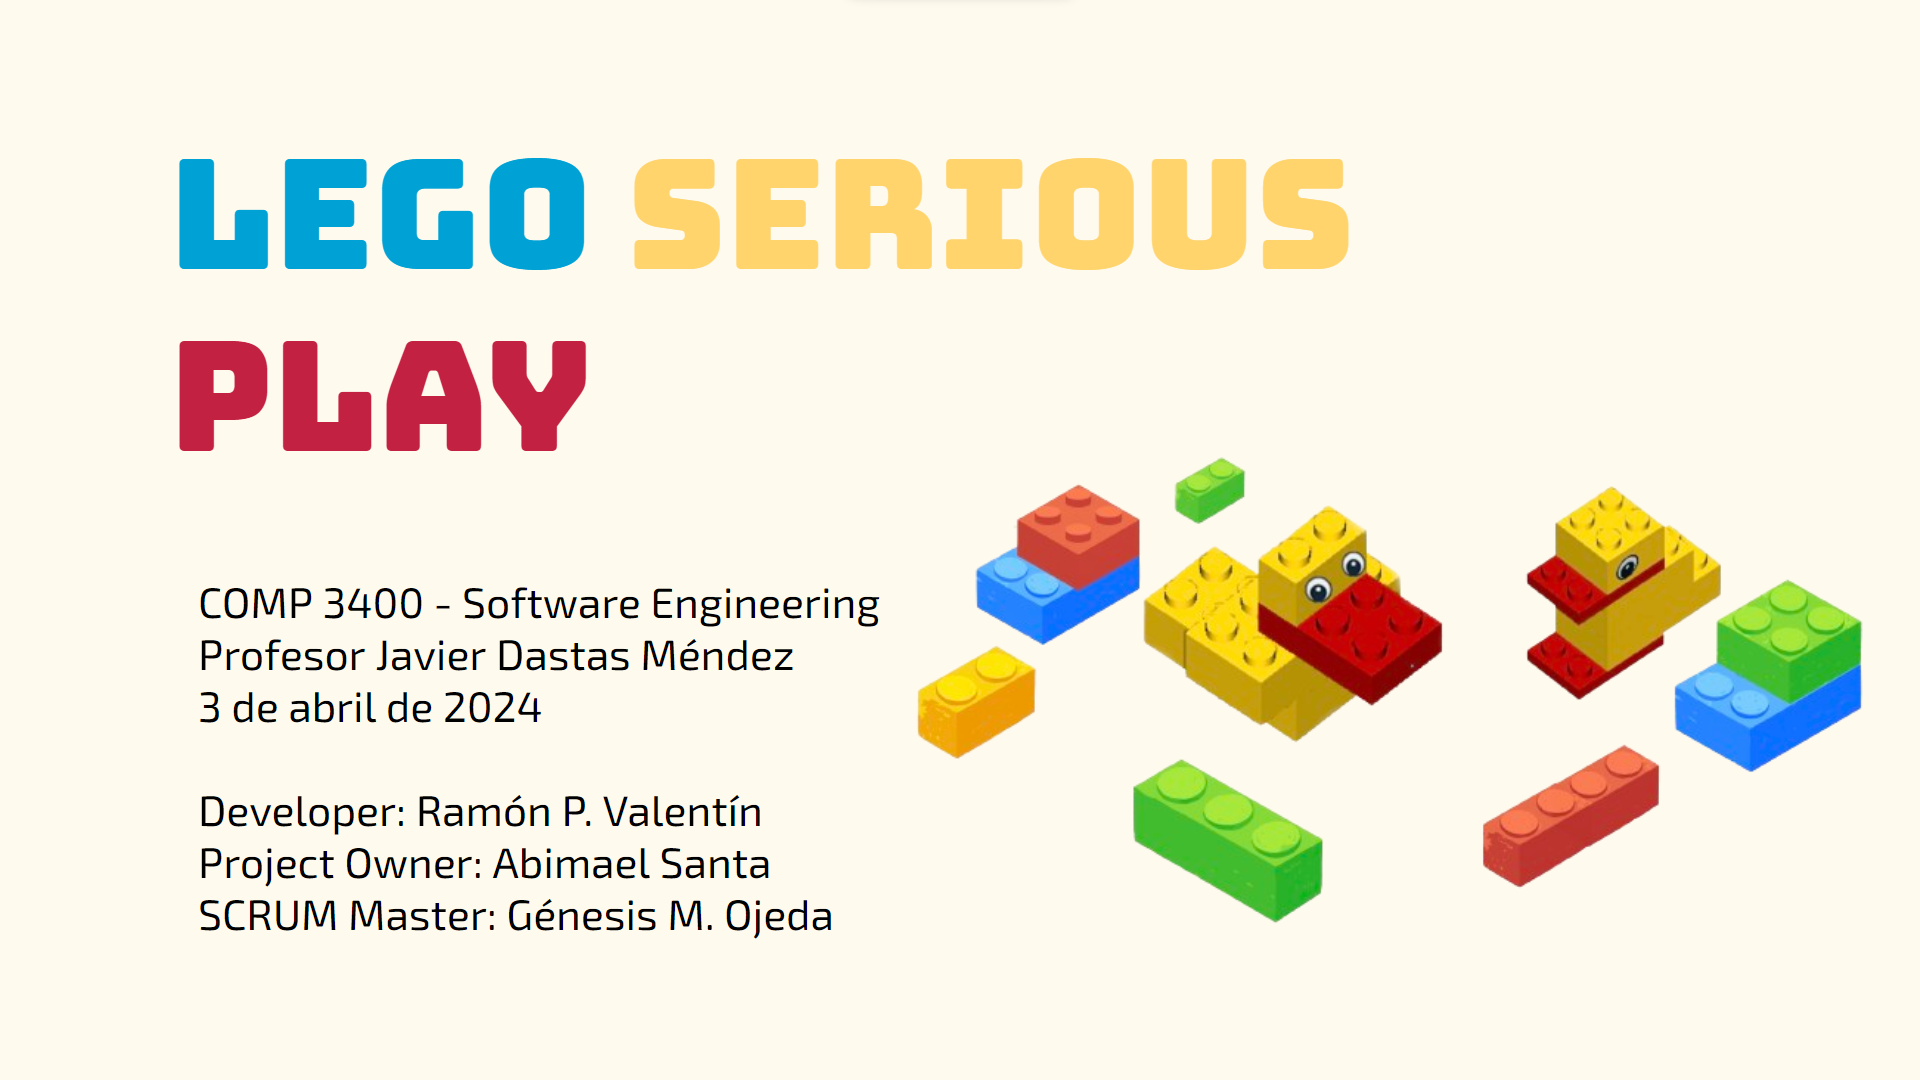 LEGO SERIOUS
PLAY
COMP 3400 - Software Engineering
Profesor Javier Dastas Méndez
3 de abril de 2024
Developer: Ramón P. Valentín
Project Owner: Abimael Santa
SCRUM Master: Génesis M. Ojeda